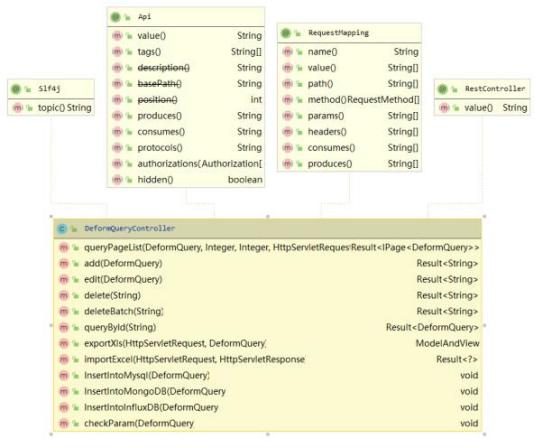 Slf4j
topic() String
Api
value() String
tags() String[]
description() String
basePath() String
position() int
produces() String
consumes() String
protocols() String
authorizations(Authorization[
hidden() boolean
RequestMapping
name() String
value() String[]
path() String[]
method()RequestMethod[]
params() String[]
headers() String[]
consumes() String[]
produces() String[]
RestController
value() String
DeformQueryController
queryPageList(DeformQuery, Integer, Integer, HttpServletRequestResult<IPage<DeformQuery>>
add(DeformQuery) Result<String>
edit(DeformQuery) Result<String>
delete(String) Result<String>
deleteBatch(String) Result<String>
queryById(String) Result<DeformQuery>
exportXls(HttpServletRequest, DeformQuery) ModelAndView
importExcel(HttpServletRequest, HttpServletResponse) Result<?>
InsertIntoMysql(DeformQuery) void
InsertIntoMongoDB(DeformQuery void
InsertIntoInfluxDB(DeformQuery void
checkParam(DeformQuery void